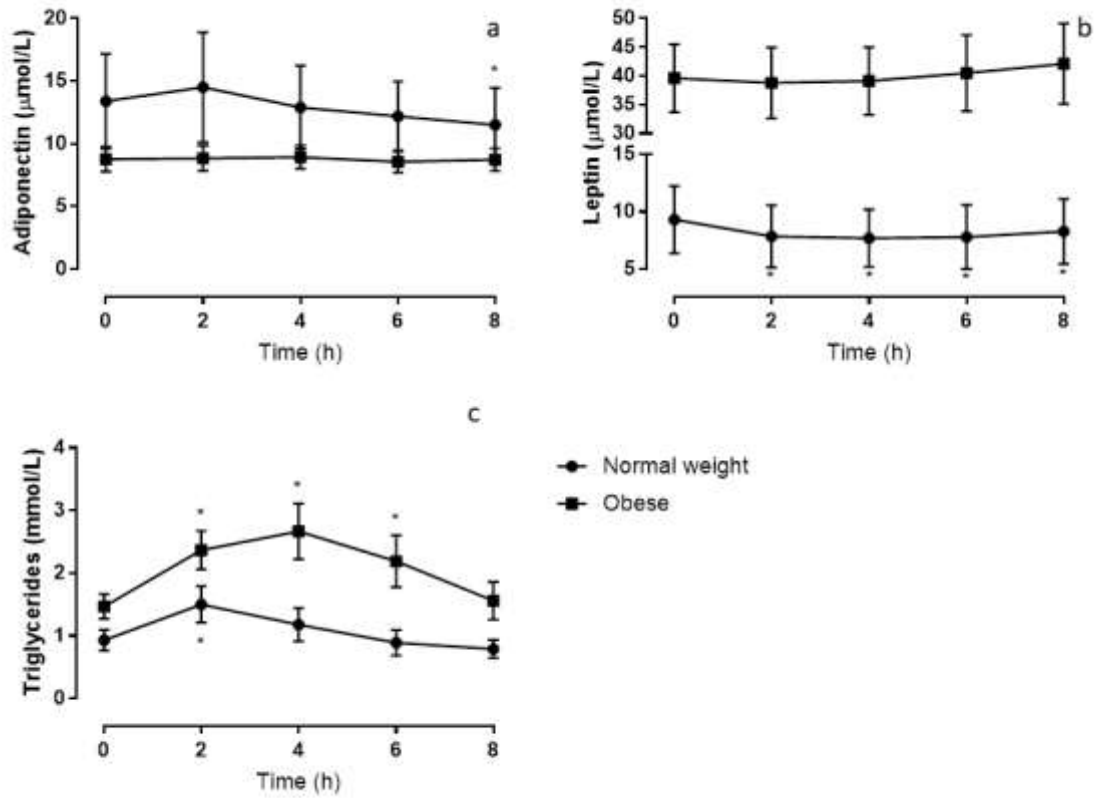 a
Adiponectin (μmol/L)
20
15
10
5
0
*
0 2 4 6 8
Time (h)
b
Leptin (μmol/L)
50
45
40
35
30
15
10
5
* * * *
0 2 4 6 8
Time (h)
c
Triglycerides (mmol/L)
4
3
2
1
0
* * *
*
0 2 4 6 8
Time (h)
Normal weight
Obese